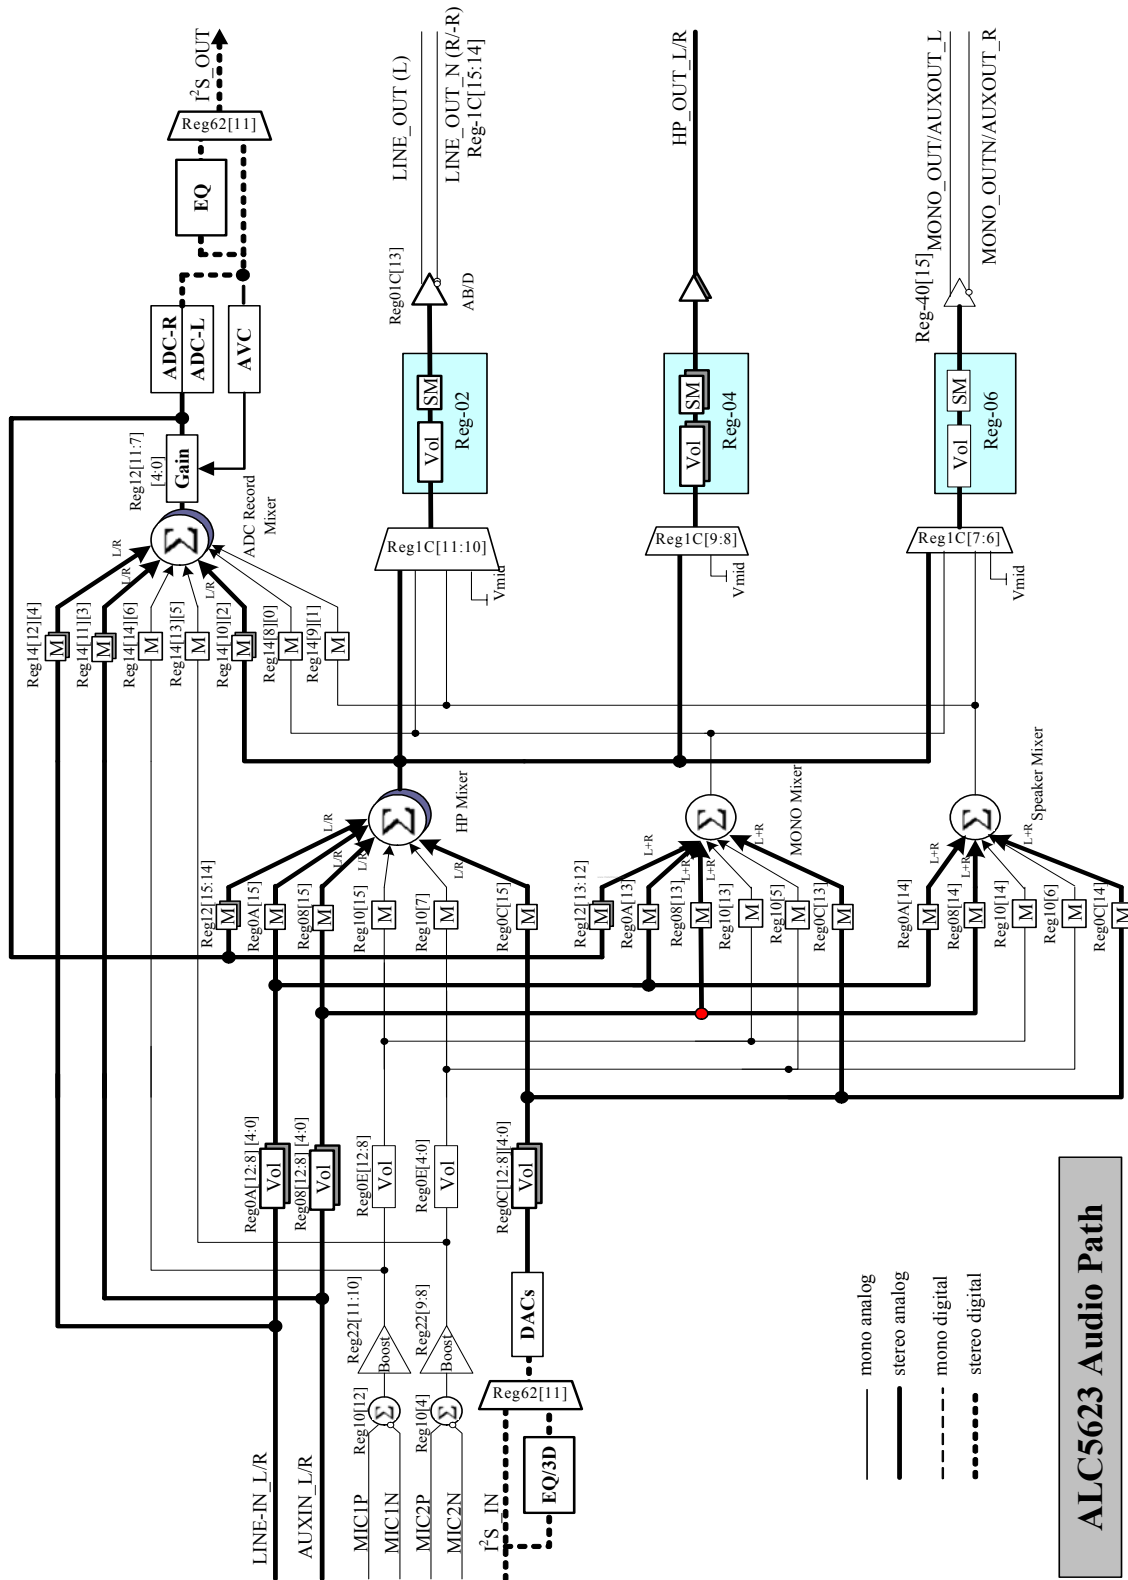 LINE-IN_L/R
AUXIN_L/R
MIC1P
MIC1N
MIC2P
MIC2N
I²S_IN
EQ/3D
Reg10[12]
Σ
Reg10[4]
Σ
Reg62[11]
Reg22[11:10]
Boost
Reg22[9:8]
Boost
DACs
Reg0A[12:8] [4:0]
Vol
Reg08[12:8] [4:0]
Vol
Reg0E[12:8]
Vol
Reg0E[4:0]
Vol
Reg0C[12:8][4:0]
Vol
Reg12[15:14]
M
Reg0A[15]
M
Reg08[15]
M
Reg10[15]
M
Reg10[7]
M
Reg0C[15]
M
L/R
L/R
L/R
L/R
Σ
HP Mixer
Reg12[13:12]
M
Reg0A[13]
M
Reg08[13]
M
Reg10[13]
M
Reg10[5]
M
Reg0C[13]
M
L+R
L+R
L+R
L+R
Σ
MONO Mixer
Reg0A[14]
M
Reg08[14]
M
Reg10[14]
M
Reg10[6]
M
Reg0C[14]
M
L+R
L+R
L+R
Σ
Speaker Mixer
Reg14[12][4]
M
Reg14[11][3]
M
Reg14[14][6]
M
Reg14[13][5]
M
Reg14[10][2]
M
Reg14[8][0]
M
Reg14[9][1]
M
L/R
L/R
L/R
Σ
ADC Record
Mixer
Reg12[11:7]
[4:0]
Gain
ADC-R
ADC-L
AVC
EQ
Reg62[11]
I²S_OUT
Reg1C[11:10]
Vmid
Vol
SM
Reg-02
Reg01C[13]
AB/D
LINE_OUT (L)
LINE_OUT_N (R/-R)
Reg-1C[15:14]
Reg1C[9:8]
Vmid
Vol
SM
Reg-04
HP_OUT_L/R
Reg1C[7:6]
Vmid
Vol
SM
Reg-06
Reg-40[15]
MONO_OUT/AUXOUT_L
MONO_OUTN/AUXOUT_R
mono analog
stereo analog
mono digital
stereo digital
ALC5623 Audio Path